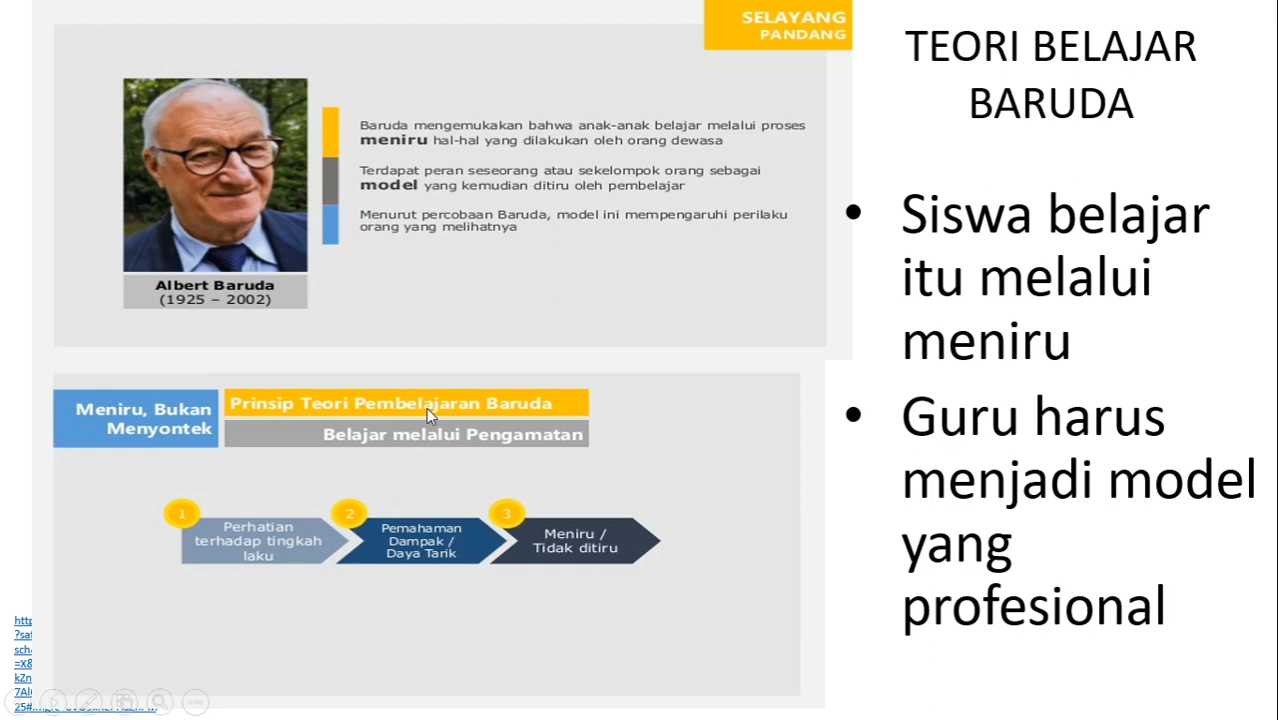 SELAYANG
PANDANG
Baruda mengemukakan bahwa anak-anak belajar melalui proses
meniru hal-hal yang dilakukan oleh orang dewasa
Terdapat peran seseorang atau sekelompok orang sebagai
model yang kemudian ditiru oleh pembelajar
Menurut percobaan Baruda, model ini mempengaruhi perilaku
orang yang melihatnya
Albert Baruda
(1925 – 2002)
Meniru, Bukan
Menyontek
Prinsip Teori Pembelajaran Baruda
Belajar melalui Pengamatan
1
Perhatian
terhadap tingkah
laku
2
Pemahaman
Dampak /
Daya Tarik
3
Meniru /
Tidak ditiru
TEORI BELAJAR
BARUDA
• Siswa belajar
itu melalui
meniru
• Guru harus
menjadi model
yang
profesional
http
?sat
=X&